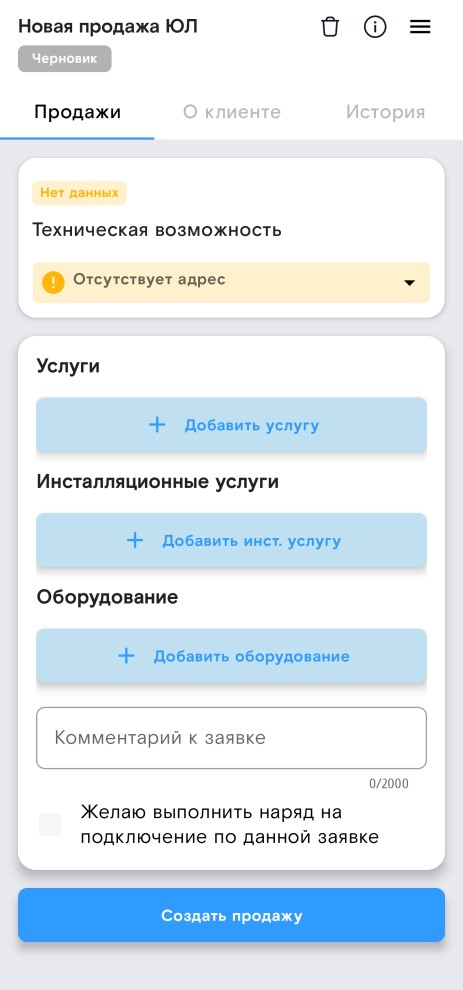 Новая продажа ЮЛ
Черновик
Продажи
О клиенте
История
Нет данных
Техническая возможность
Отсутствует адрес
Услуги
Добавить услугу
Инсталляционные услуги
Добавить инст. услугу
Оборудование
Добавить оборудование
Комментарий к заявке
0/2000
Желаю выполнить наряд на
подключение по данной заявке
Создать продажу